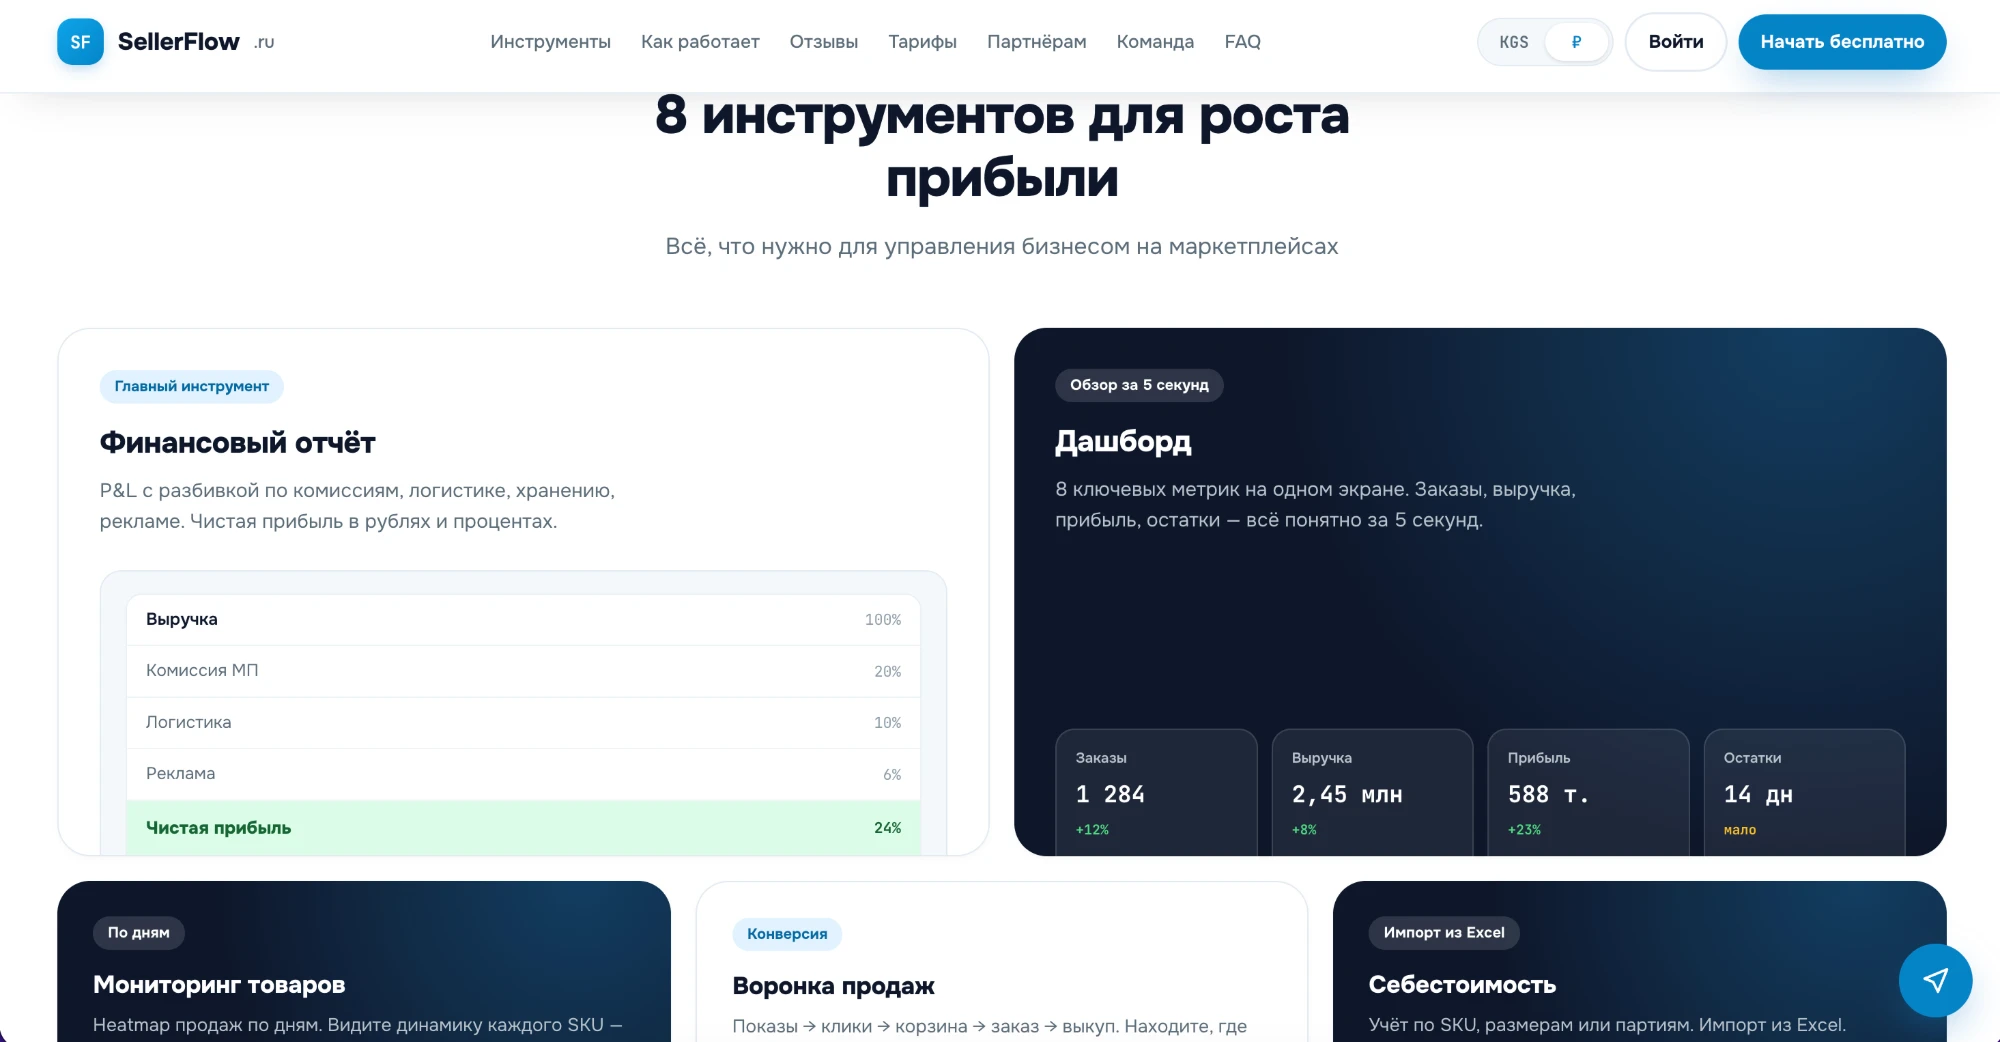 SF SellerFlow .ru
Инструменты Как работает Отзывы Тарифы Партнёрам Команда FAQ
KGS ₽ Войти Начать бесплатно
8 инструментов для роста
прибыли
Всё, что нужно для управления бизнесом на маркетплейсах
Главный инструмент
Финансовый отчёт
P&L с разбивкой по комиссиям, логистике, хранению,
рекламе. Чистая прибыль в рублях и процентах.
Выручка 100%
Комиссия МП 20%
Логистика 10%
Реклама 6%
Чистая прибыль 24%
Обзор за 5 секунд
Дашборд
8 ключевых метрик на одном экране. Заказы, выручка,
прибыль, остатки — всё понятно за 5 секунд.
Заказы
1 284
+12%
Выручка
2,45 млн
+8%
Прибыль
588 т.
+23%
Остатки
14 дн
мало
По дням
Мониторинг товаров
Heatmap продаж по дням. Видите динамику каждого SKU —
Конверсия
Воронка продаж
Показы → клики → корзина → заказ → выкуп. Находите, где
Импорт из Excel
Себестоимость
Учёт по SKU, размерам или партиям. Импорт из Excel.